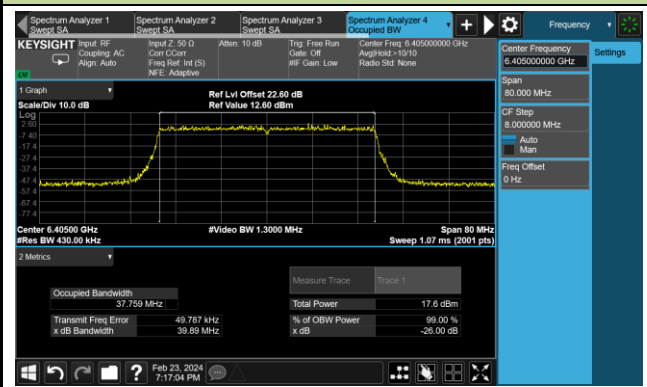 Spectrum Analyzer 1
Swept SA
Spectrum Analyzer 2
Swept SA
Spectrum Analyzer 3
Swept SA
Spectrum Analyzer 4
Occupied BW
Frequency
KEYSIGHT
Input: RF
Coupling: AC
Align: Auto
Input Z: 50 Ω
Corr CCorr
Freq Ref: Int (S)
NFE: Adaptive
Atten: 10 dB
Trig: Free Run
Gate: Off
#IF Gain: Low
Center Freq: 6.405000000 GHz
Avg|Hold:>10/10
Radio Std: None
Center Frequency
6.405000000 GHz
Settings
Span
80.000 MHz
CF Step
8.000000 MHz
Auto
Man
Freq Offset
0 Hz
1 Graph
Scale/Div 10.0 dB
Ref Lvl Offset 22.60 dB
Ref Value 12.60 dBm
Log
2.60
-7.40
-17.4
-27.4
-37.4
-47.4
-57.4
-67.4
-77.4
Center 6.40500 GHz
#Res BW 430.00 kHz
#Video BW 1.3000 MHz
Span 80 MHz
Sweep 1.07 ms (2001 pts)
2 Metrics
Measure Trace
Trace 1
Occupied Bandwidth
37.759 MHz
Total Power
17.6 dBm
Transmit Freq Error
49.787 kHz
% of OBW Power
99.00 %
x dB Bandwidth
39.89 MHz
x dB
-26.00 dB
Feb 23, 2024
7:17:04 PM